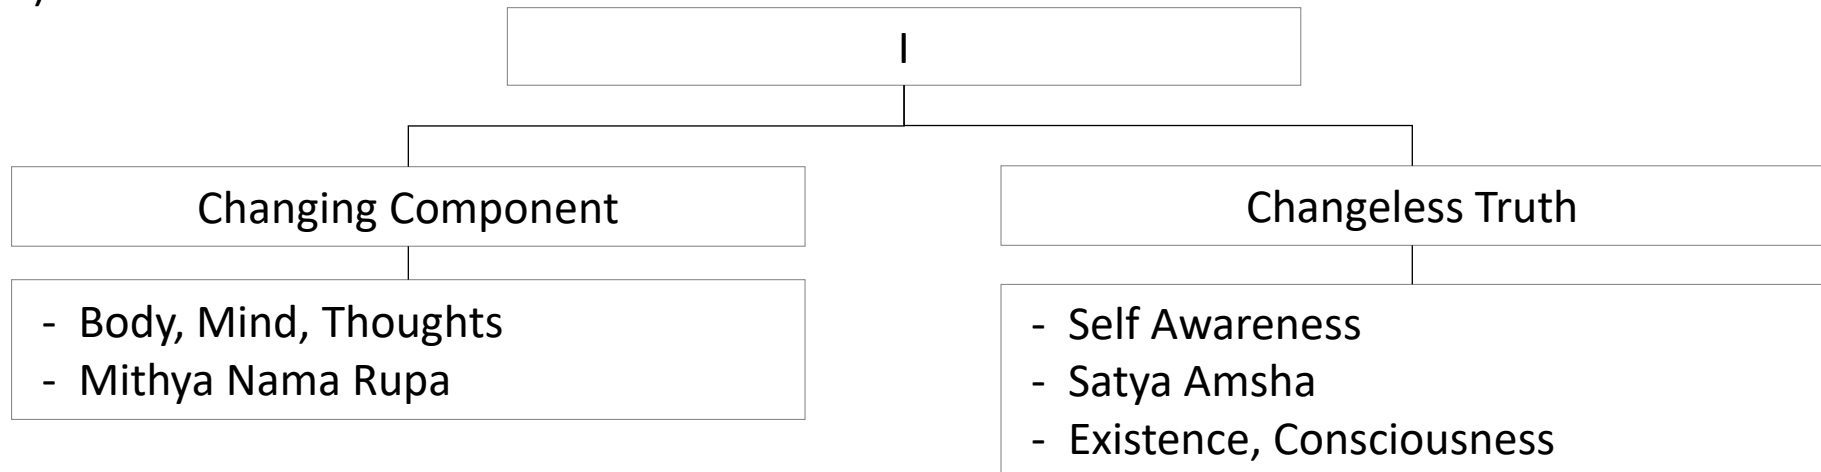 I
Changing Component
Changeless Truth
- Body, Mind, Thoughts
- Mithya Nama Rupa
- Self Awareness
- Satya Amsha
- Existence, Consciousness